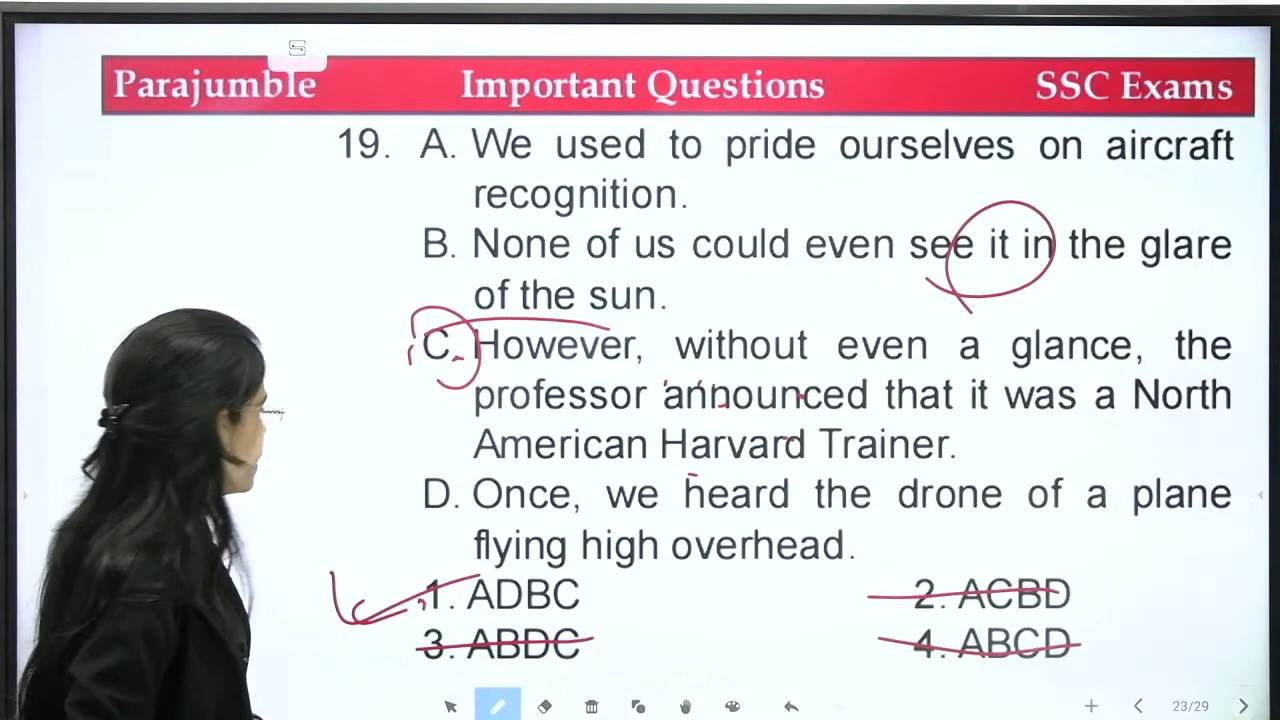 Parajumble Important Questions SSC Exams
19. A. We used to pride ourselves on aircraft
recognition.
B. None of us could even see it in the glare
of the sun.
C. However, without even a glance, the
professor announced that it was a North
American Harvard Trainer.
D. Once, we heard the drone of a plane
flying high overhead.
1. ADBC 2. ACBD
3. ABDC 4. ABCD
23/29